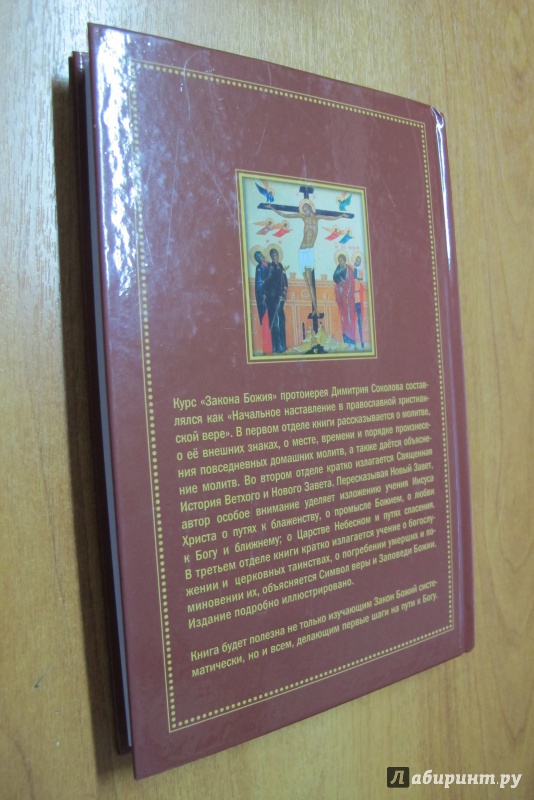 Курс «Закона Божия» протоиерея Димитрия Соколова состав-
лялся как «Начальное наставление в православной христиан-
ской вере». В первом отделе книги рассказывается о молитве,
о её внешних знаках, о месте, времени и порядке произнесе-
ния повседневных домашних молитв, а также даётся объясне-
ние молитв. Во втором отделе кратко излагается Священная
История Ветхого и Нового Завета. Пересказывая Новый Завет,
автор особое внимание уделяет изложению учения Иисуса
Христа о путях к блаженству, о промысле Божием, о любви
к Богу и ближнему; о Царстве Небесном и путях спасения.
В третьем отделе книги кратко излагается учение о богослу-
жении и церковных таинствах, о погребении умерших и по-
миновении их, объясняется Символ веры и Заповеди Божии.
Издание подробно иллюстрировано.
Книга будет полезна не только изучающим Закон Божий систе-
матически, но и всем, делающим первые шаги на пути к Богу.
Лабиринт.ру